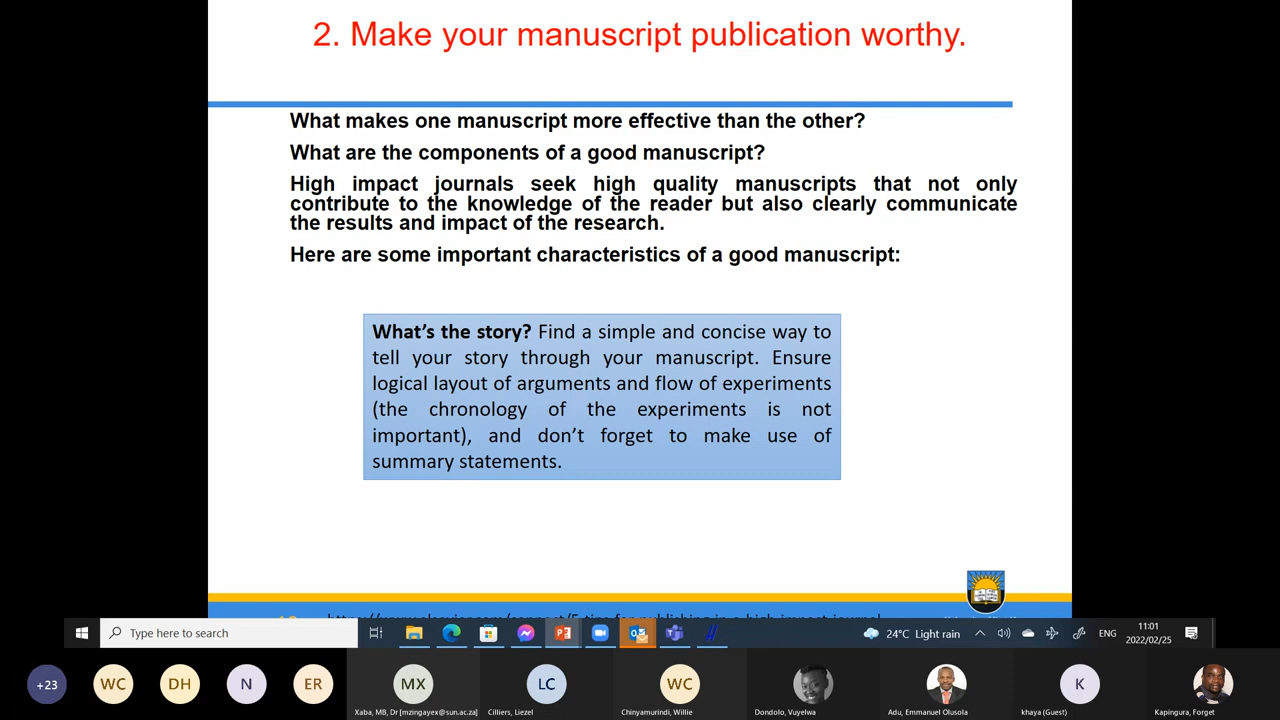 2. Make your manuscript publication worthy.
What makes one manuscript more effective than the other?
What are the components of a good manuscript?
High impact journals seek high quality manuscripts that not only
contribute to the knowledge of the reader but also clearly communicate
the results and impact of the research.
Here are some important characteristics of a good manuscript:
What's the story? Find a simple and concise way to
tell your story through your manuscript. Ensure
logical layout of arguments and flow of experiments
(the chronology of the experiments is not
important), and don't forget to make use of
summary statements.
Type here to search
24°C Light rain
ENG
11:01
2022/02/25
+23
WC
DH
N
ER
MX
LC
WC
K
Xaba, MB, Dr [mzingayex@sun.ac.za]
Cilliers, Liezel
Chinyamurindi, Willie
Dondolo, Vuyelwa
Adu, Emmanuel Olusola
khaya (Guest)
Kapingura, Forget